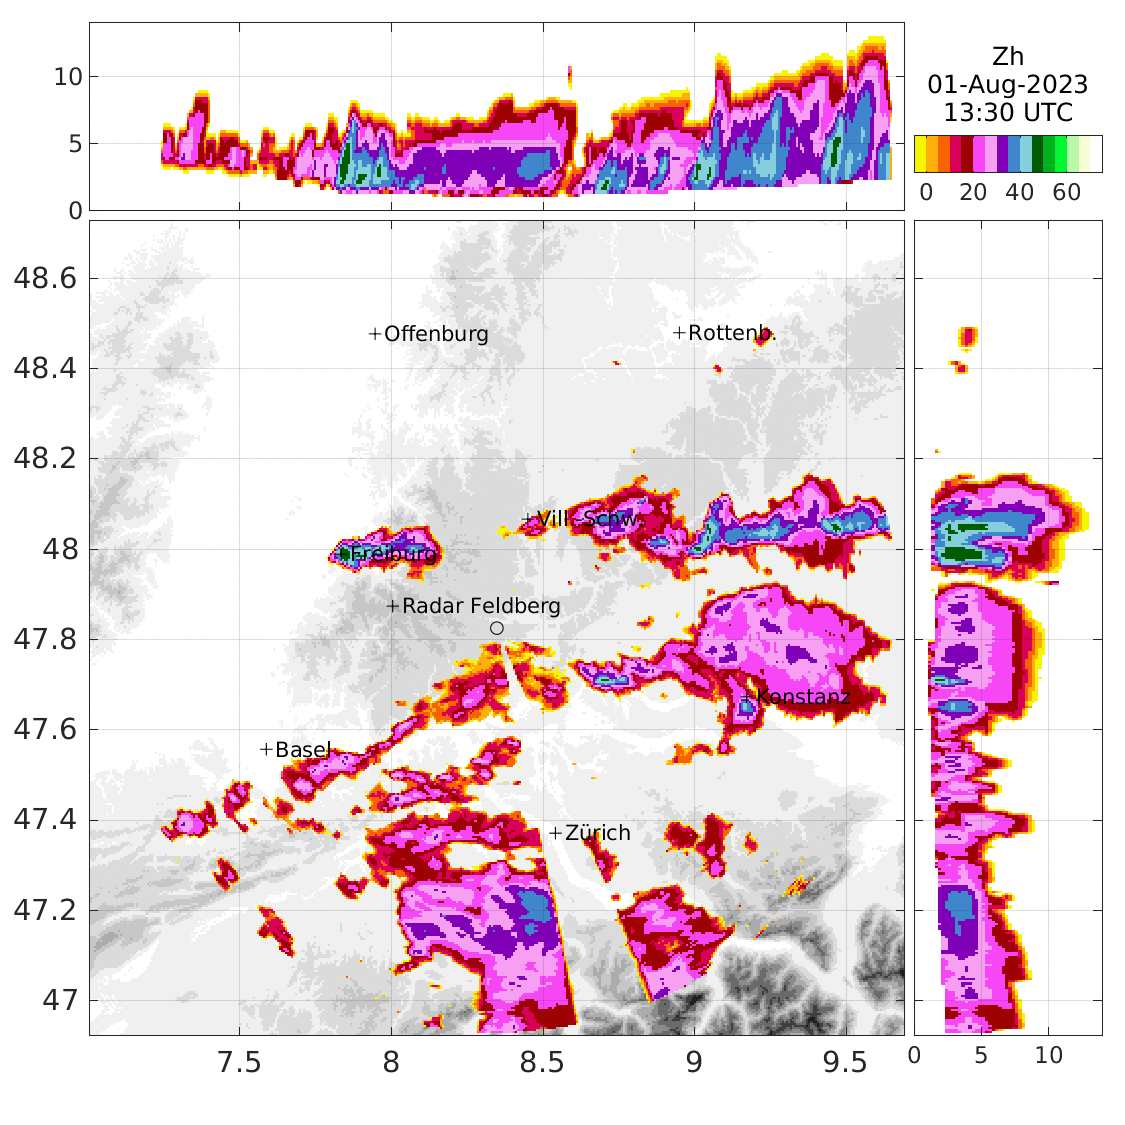 10
5
0
Zh
01-Aug-2023
13:30 UTC
0 20 40 60
48.6
48.4
48.2
48
47.8
47.6
47.4
47.2
47
+Offenburg
+Rottenb.
+Vill.-Schw.
+Freiburg
+Radar Feldberg
+Konstanz
+Basel
+Zürich
7.5 8 8.5 9 9.5
0 5 10